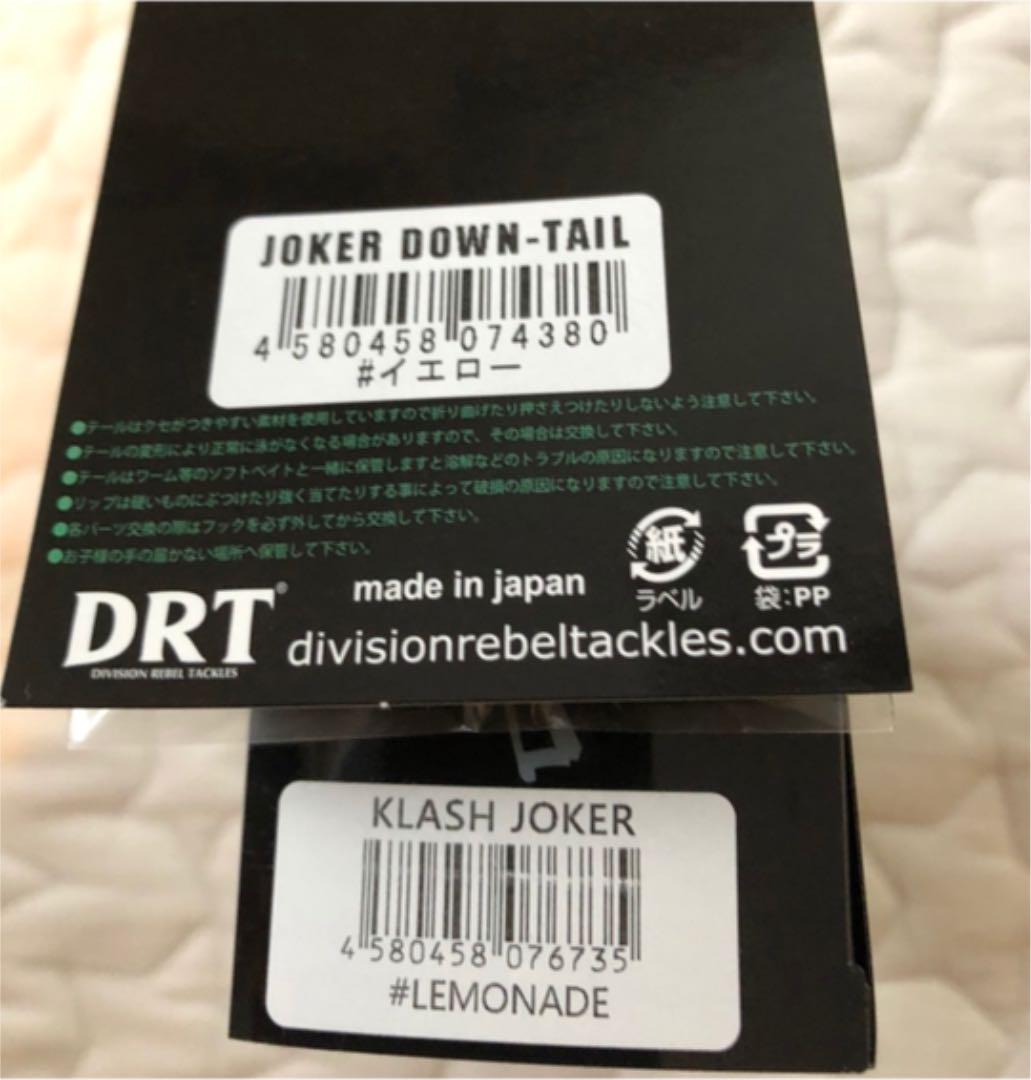 JOKER DOWN-TAIL
4 580458 074380
#イエロー
●テールはクセがつきやすい素材を使用していますので折り曲げたり押さえつけたりしないよう注意して下さい。
●テールの変形により正常に泳がなくなる場合がありますので、その場合は交換して下さい。
●テールはワーム等のソフトベイトと一緒に保管しますと溶解などのトラブルの原因になりますので注意して下さい。
●リップは硬いものにぶつけたり強く当てたりする事によって破損の原因になりますので注意して下さい。
●各パーツ交換の際はフックを必ず外してから交換して下さい。
●お子様の手の届かない場所へ保管して下さい。
紙
プラ
ラベル
袋:PP
made in japan
DRT®
DIVISION REBEL TACKLES
divisionrebeltackles.com
KLASH JOKER
4 580458 076735
#LEMONADE